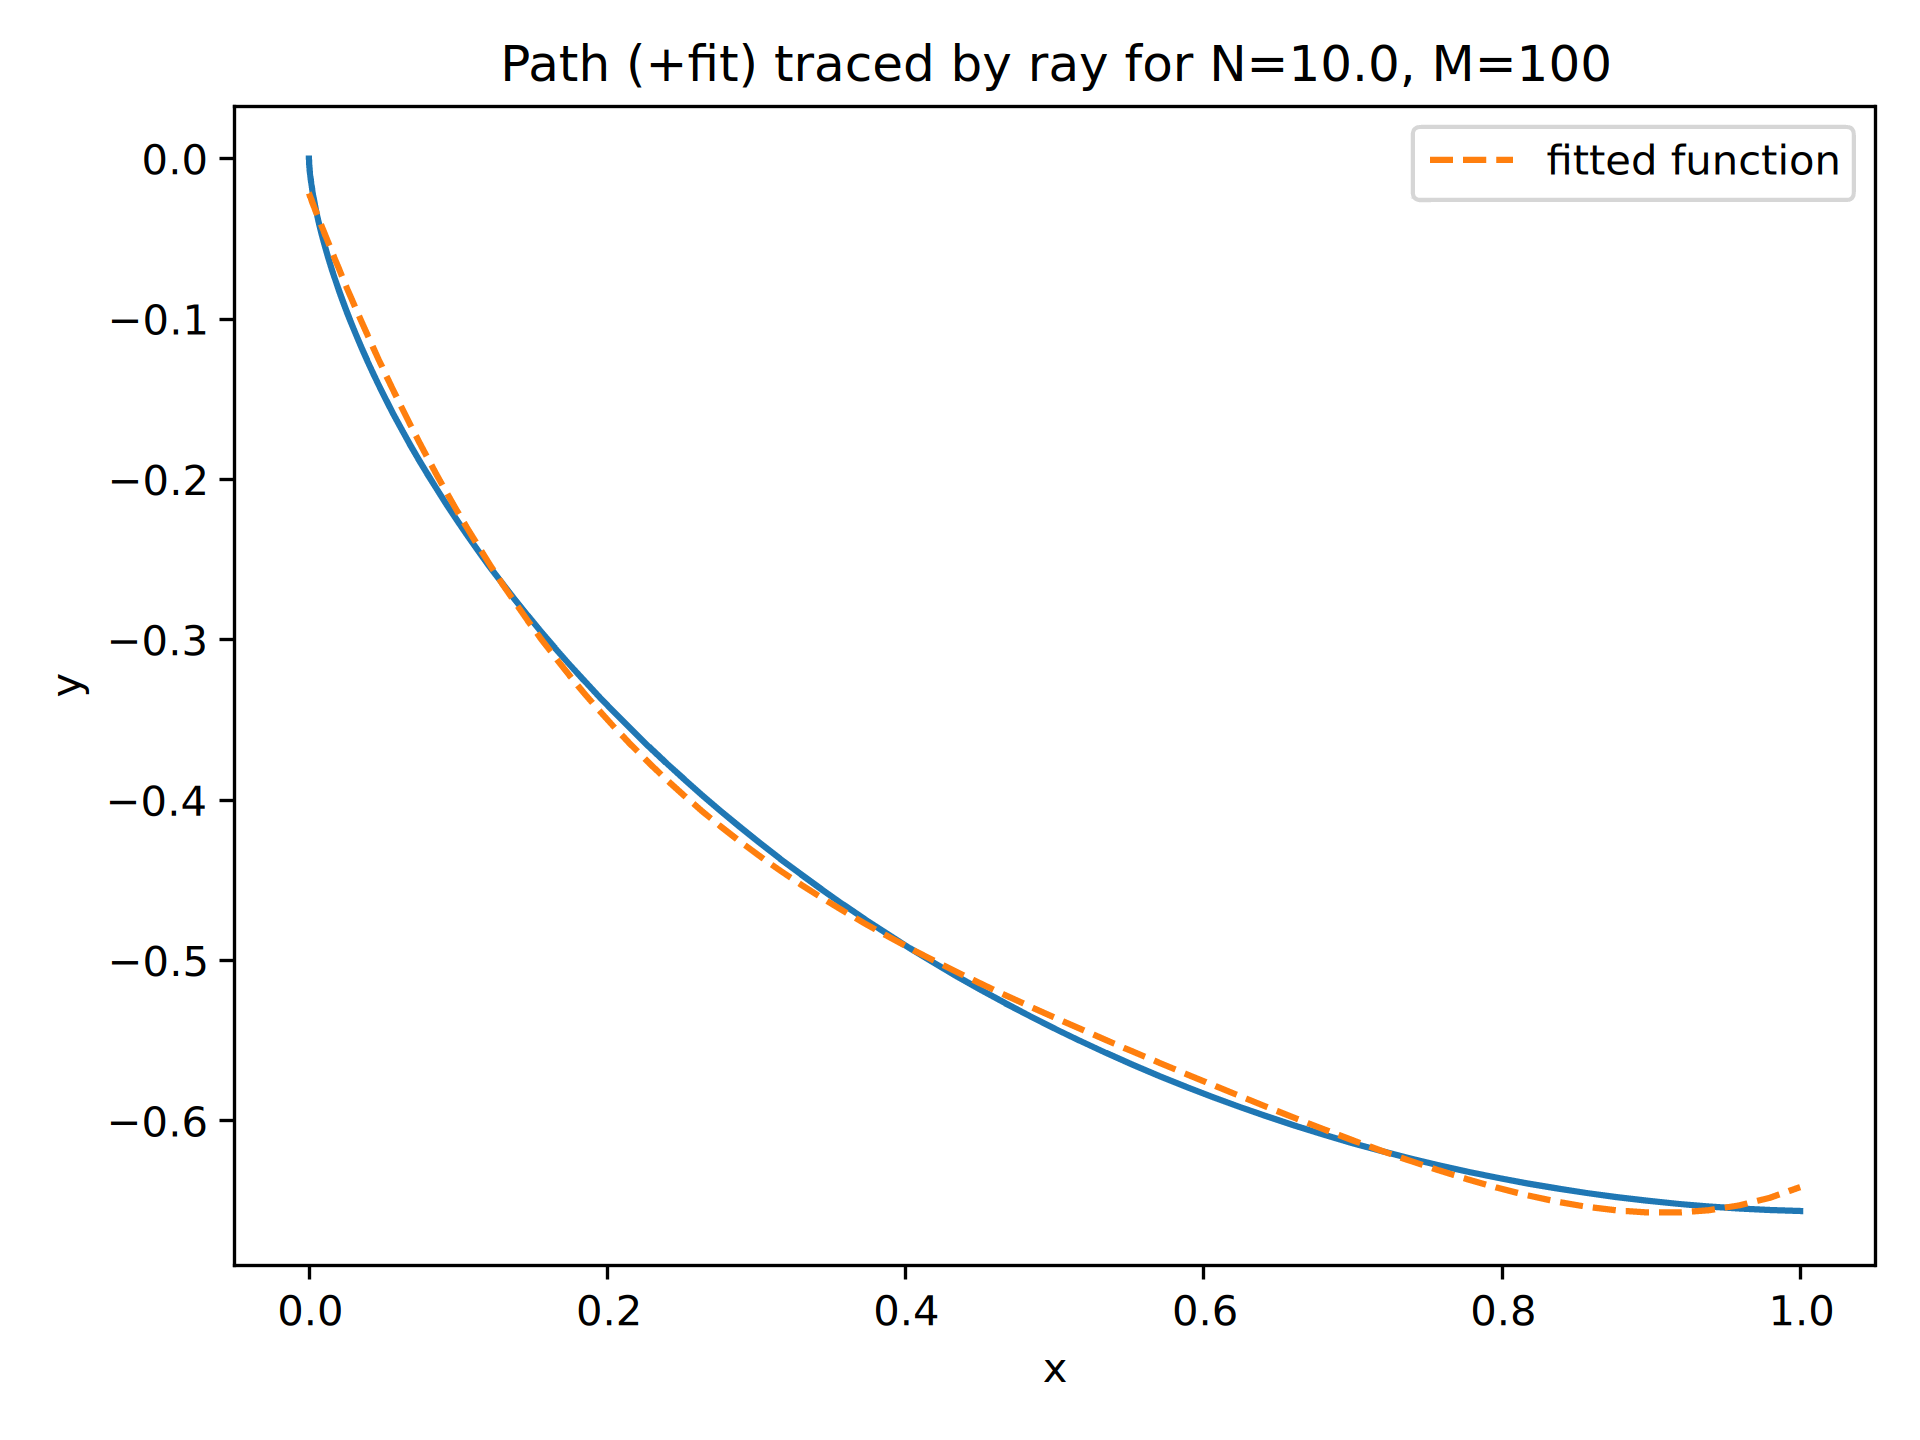 Path (+fit) traced by ray for N=10.0, M=100
fitted function
0.0
−0.1
−0.2
−0.3
−0.4
−0.5
−0.6
y
0.0 0.2 0.4 0.6 0.8 1.0
x